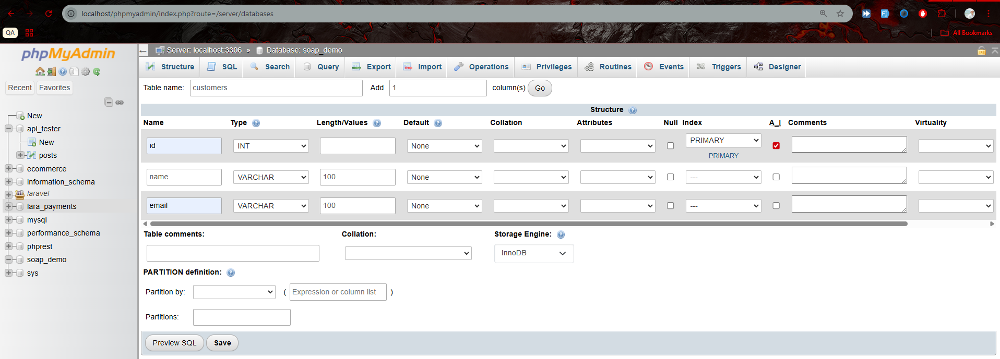 localhost/phpmyadmin/index.php?route=/server/databases
QA
All Bookmarks
phpMyAdmin
Recent Favorites
New
api_tester
New
posts
ecommerce
information_schema
laravel
lara_payments
mysql
performance_schema
phprest
soap_demo
sys
Server: localhost:3306 » Database: soap_demo
Structure SQL Search Query Export Import Operations Privileges Routines Events Triggers Designer
Table name: customers Add 1 column(s) Go
Structure
Name Type Length/Values Default Collation Attributes Null Index A_I Comments Virtuality
id INT None PRIMARY
PRIMARY
name VARCHAR 100 None ---
email VARCHAR 100 None ---
Table comments: Collation: Storage Engine:
InnoDB
PARTITION definition:
Partition by: ( Expression or column list )
Partitions:
Preview SQL Save